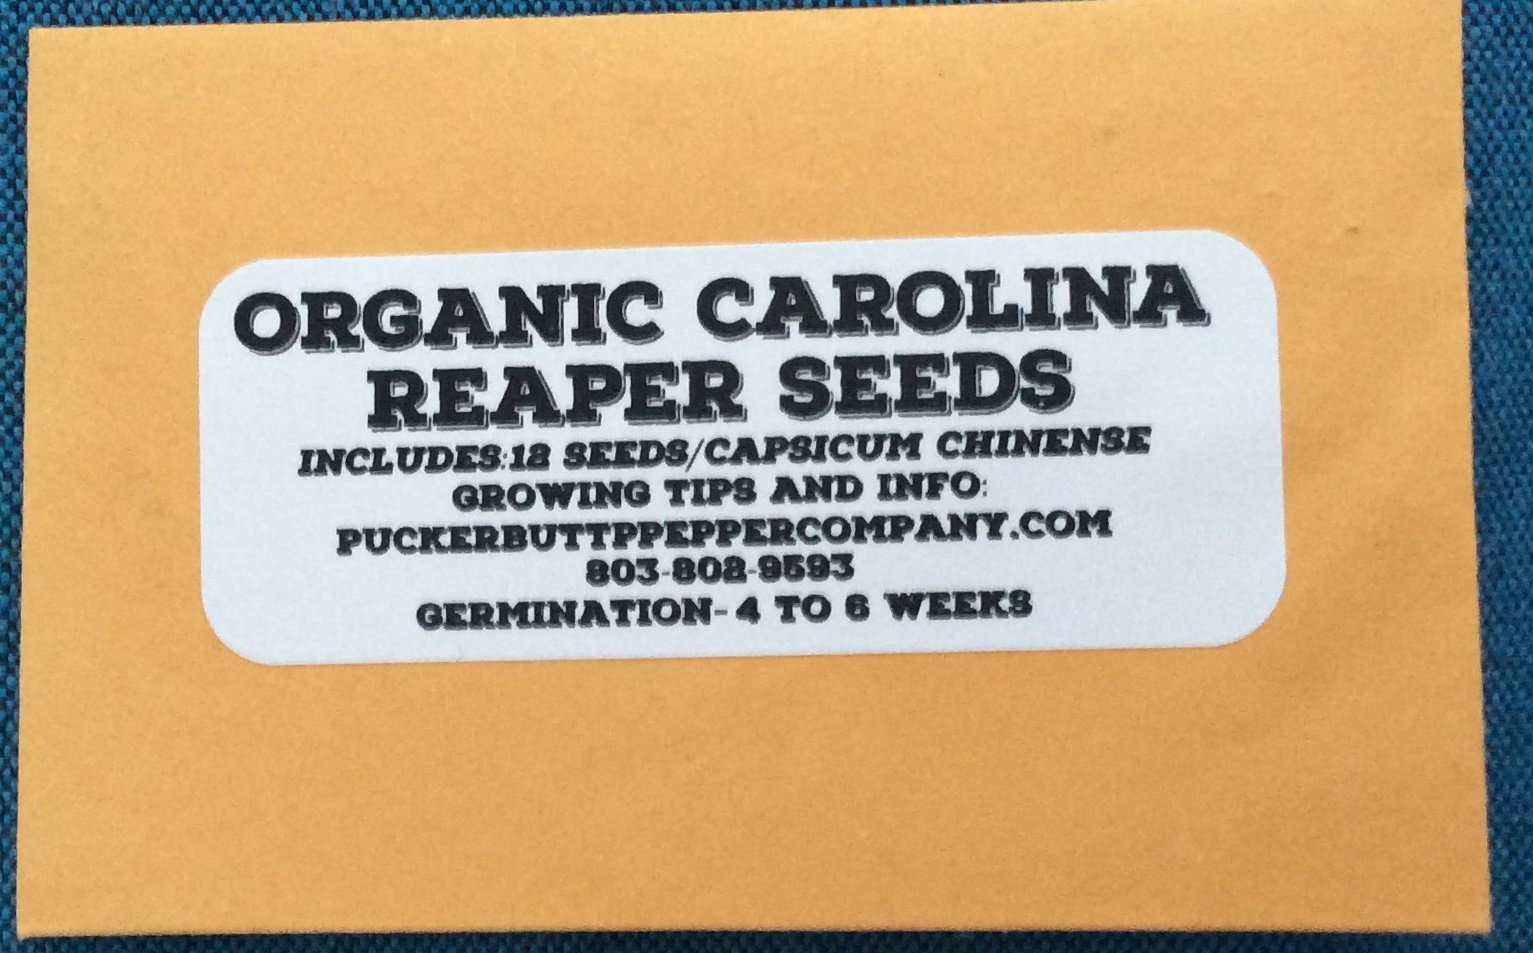 ORGANIC CAROLINA
REAPER SEEDS
INCLUDES:12 SEEDS/CAPSICUM CHINENSE
GROWING TIPS AND INFO:
PUCKERBUTTPPEPPERCOMPANY.COM
803-802-9593
GERMINATION- 4 TO 6 WEEKS